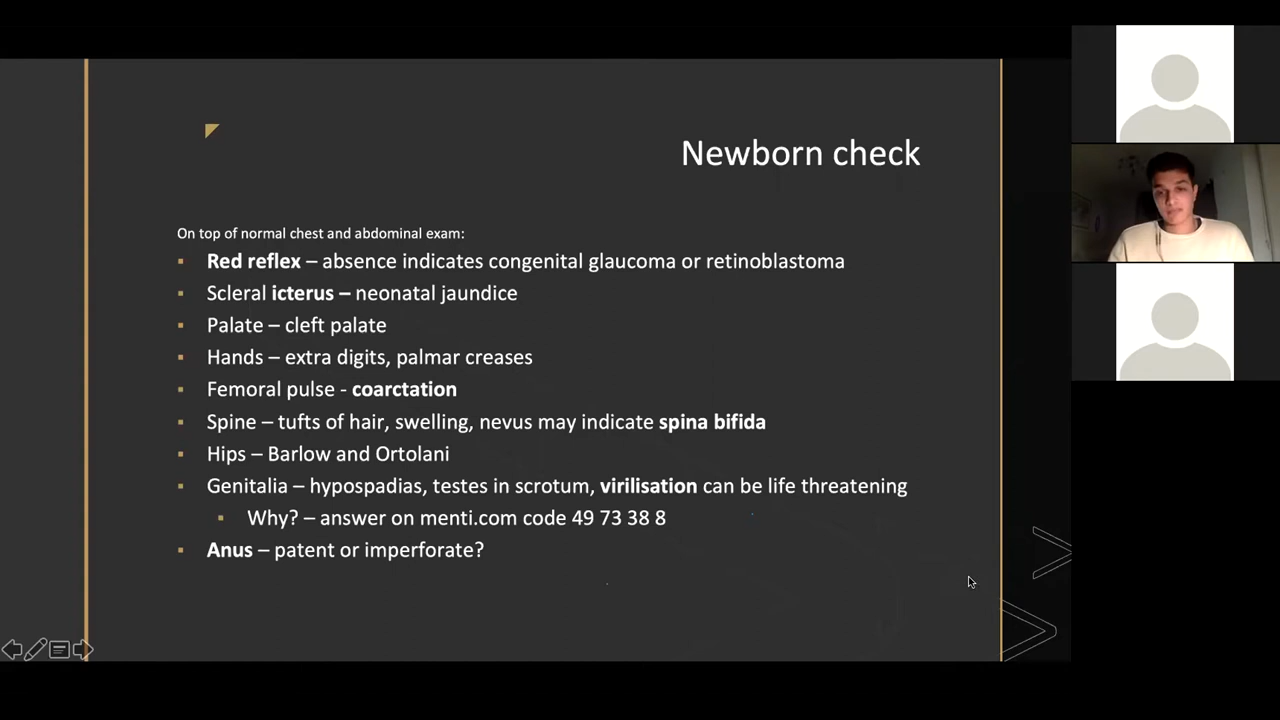 Newborn check
On top of normal chest and abdominal exam:
▪ Red reflex – absence indicates congenital glaucoma or retinoblastoma
▪ Scleral icterus – neonatal jaundice
▪ Palate – cleft palate
▪ Hands – extra digits, palmar creases
▪ Femoral pulse - coarctation
▪ Spine – tufts of hair, swelling, nevus may indicate spina bifida
▪ Hips – Barlow and Ortolani
▪ Genitalia – hypospadias, testes in scrotum, virilisation can be life threatening
▪ Why? – answer on menti.com code 49 73 38 8
▪ Anus – patent or imperforate?